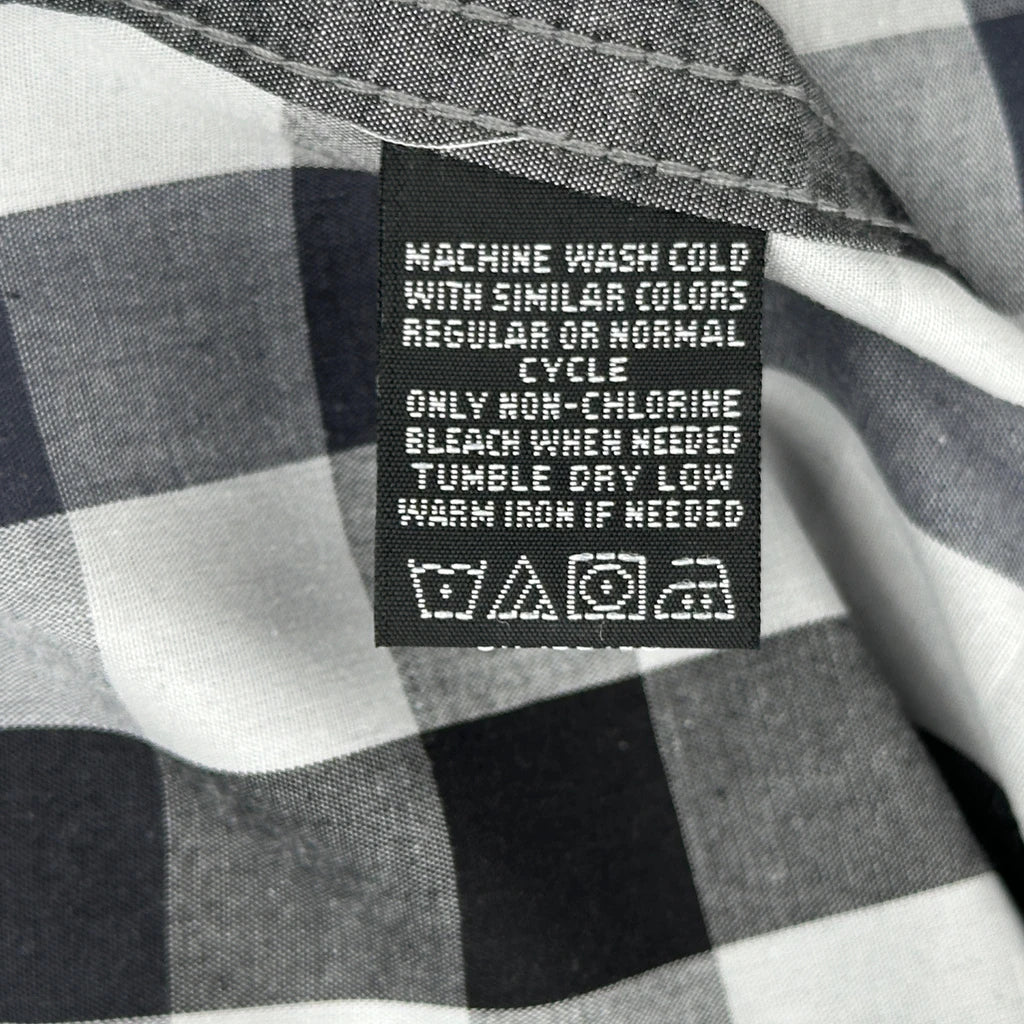 MACHINE WASH COLD
WITH SIMILAR COLORS
REGULAR OR NORMAL
CYCLE
ONLY NON-CHLORINE
BLEACH WHEN NEEDED
TUMBLE DRY LOW
WARM IRON IF NEEDED